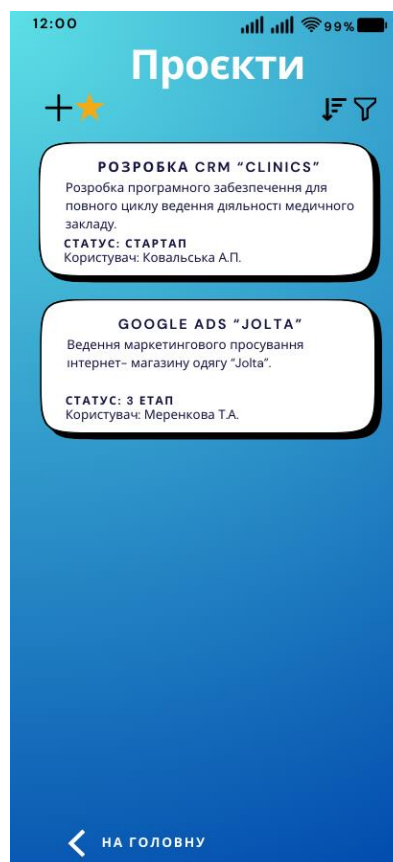 12:00 99%
Проєкти
РОЗРОБКА CRM “CLINICS”
Розробка програмного забезпечення для
повного циклу ведення діяльності медичного
закладу.
СТАТУС: СТАРТАП
Користувач: Ковальська А.П.
GOOGLE ADS “JOLTA”
Ведення маркетингового просування
інтернет– магазину одягу “Jolta”.
СТАТУС: 3 ЕТАП
Користувач: Меренкова Т.А.
НА ГОЛОВНУ